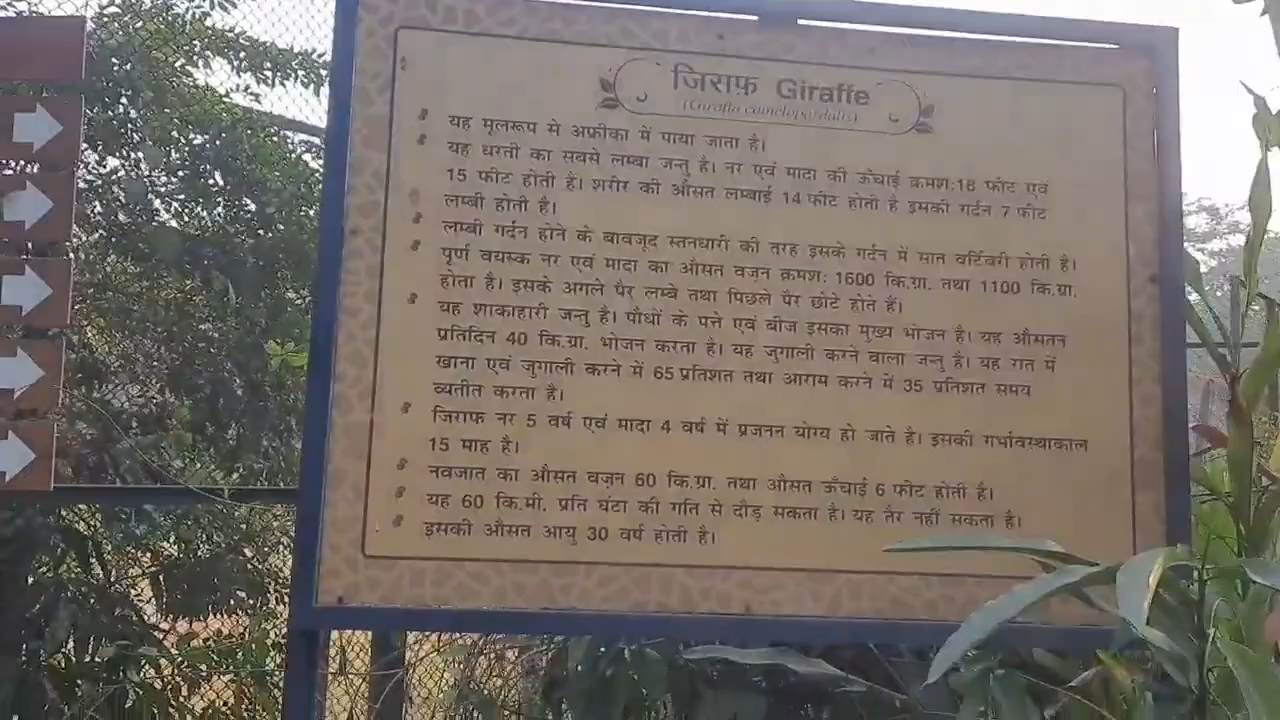 जिराफ़ Giraffe
(Giraffa camelopardalis)
यह मूलरूप से अफ्रीका में पाया जाता है।
यह धरती का सबसे लम्बा जन्तु है। नर एवं मादा की ऊँचाई क्रमशः18 फीट एवं
15 फीट होती है। शरीर की औसत लम्बाई 14 फीट होती है इसकी गर्दन 7 फीट
लम्बी होती है।
लम्बी गर्दन होने के बावजूद स्तनधारी की तरह इसके गर्दन में सात वर्टिबरी होती है।
पूर्ण वयस्क नर एवं मादा का औसत वजन क्रमशः 1600 कि.ग्रा. तथा 1100 कि.ग्रा.
होता है। इसके अगले पैर लम्बे तथा पिछले पैर छोटे होते हैं।
यह शाकाहारी जन्तु है। पौधों के पत्ते एवं बीज इसका मुख्य भोजन है। यह औसतन
प्रतिदिन 40 कि.ग्रा. भोजन करता है। यह जुगाली करने वाला जन्तु है। यह रात में
खाना एवं जुगाली करने में 65 प्रतिशत तथा आराम करने में 35 प्रतिशत समय
व्यतीत करता है।
जिराफ नर 5 वर्ष एवं मादा 4 वर्ष में प्रजनन योग्य हो जाते है। इसकी गर्भावस्थाकाल
15 माह है।
नवजात का औसत वज़न 60 कि.ग्रा. तथा औसत ऊँचाई 6 फीट होती है।
यह 60 कि.मी. प्रति घंटा की गति से दौड़ सकता है। यह तैर नहीं सकता है।
इसकी औसत आयु 30 वर्ष होती है।